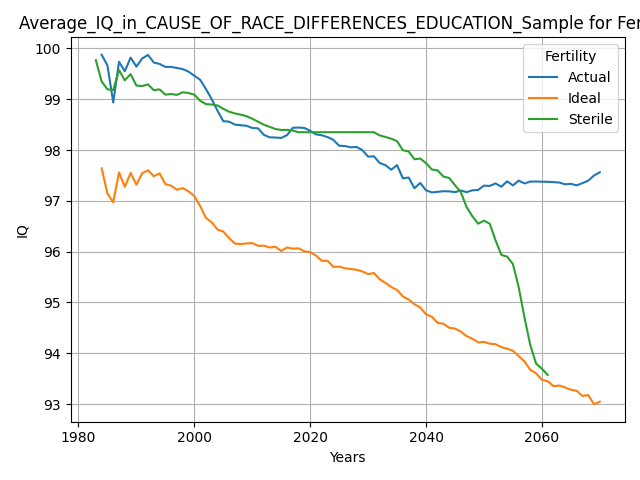 Average_IQ_in_CAUSE_OF_RACE_DIFFERENCES_EDUCATION_Sample for Fer
Fertility
Actual
Ideal
Sterile
100
99
98
97
96
95
94
93
IQ
1980 2000 2020 2040 2060
Years